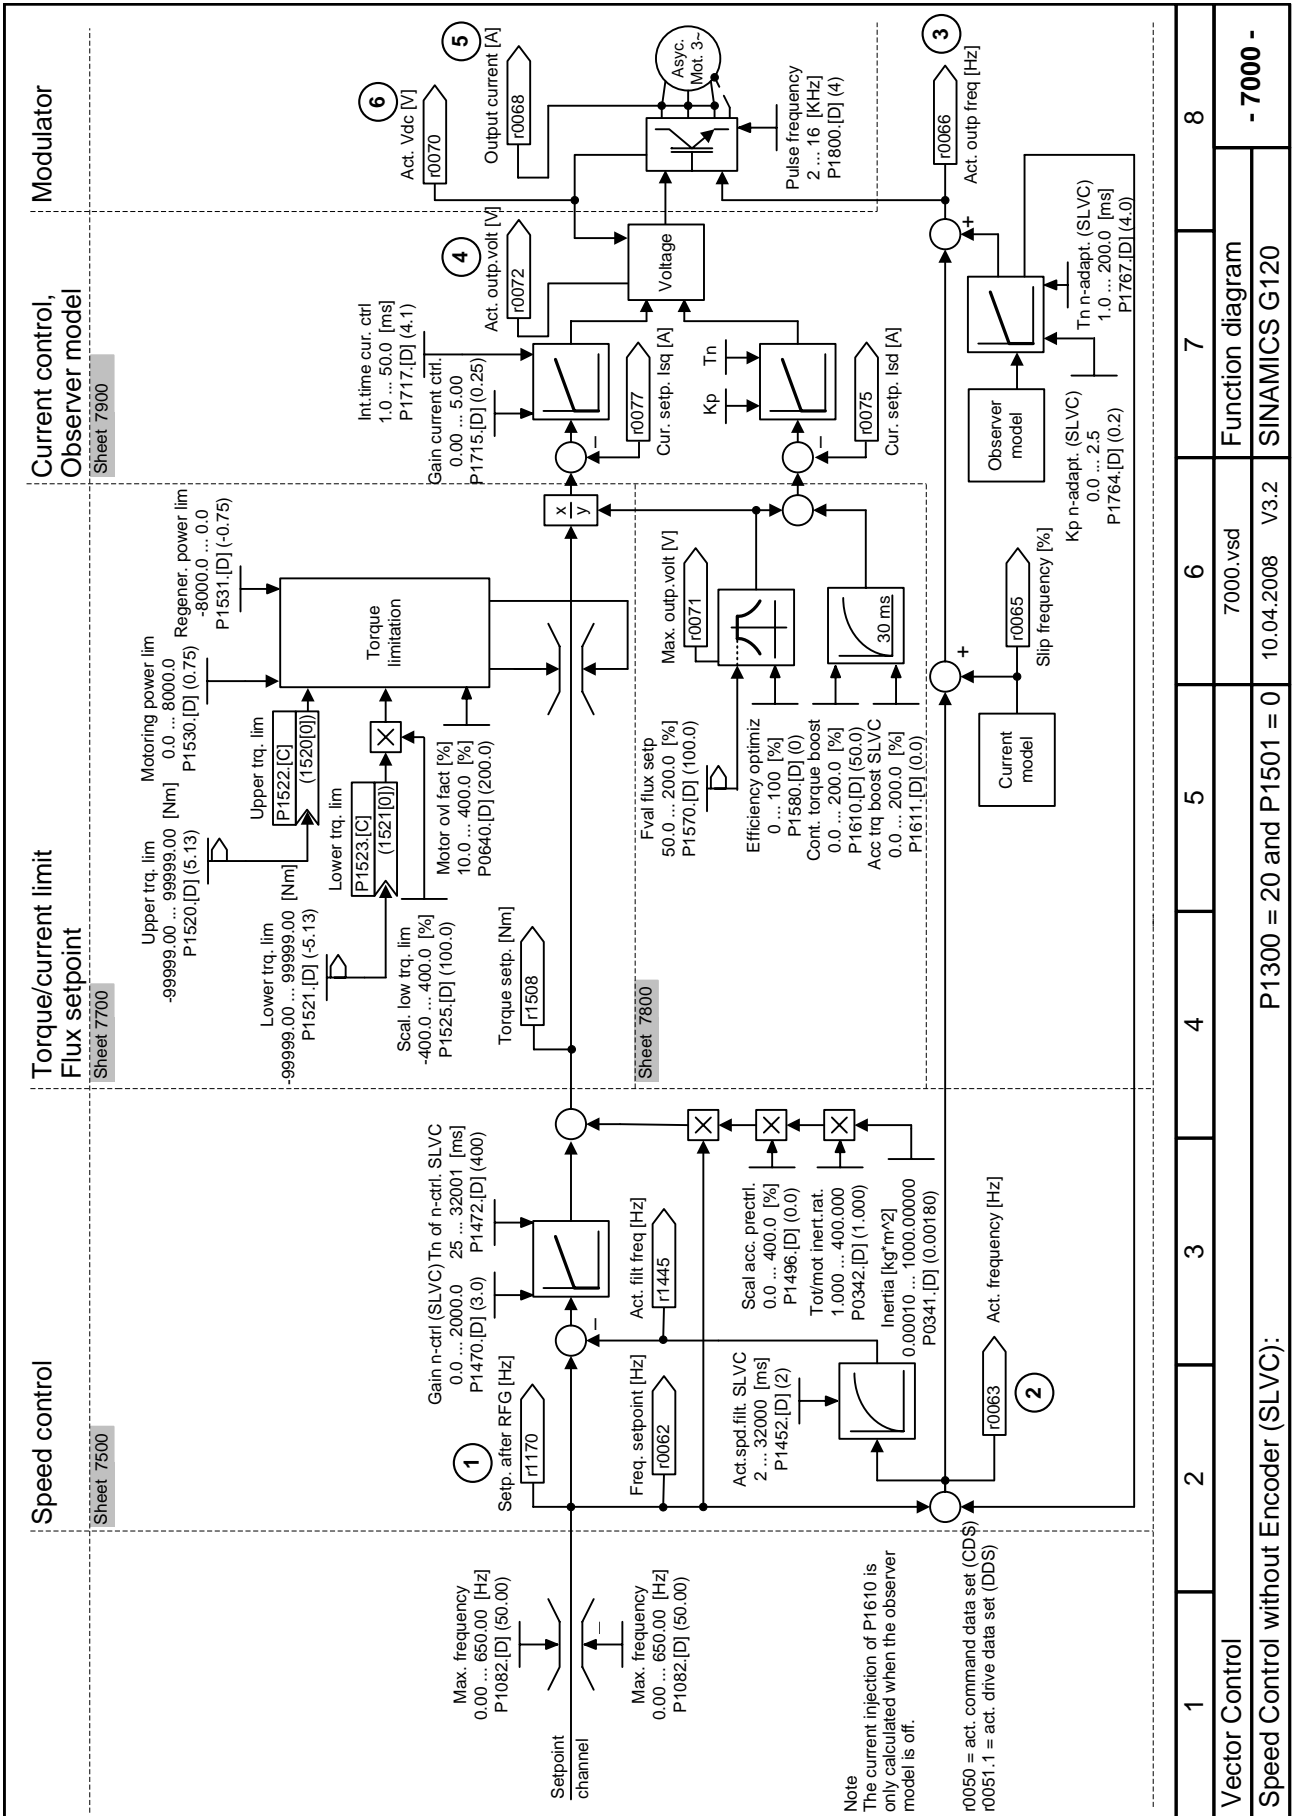 Speed control
Sheet 7500
Torque/current limit
Flux setpoint
Sheet 7700
Current control,
Observer model
Sheet 7900
Modulator
Setpoint
channel
Max. frequency
0.00 ... 650.00 [Hz]
P1082.[D] (50.00)
Max. frequency
0.00 ... 650.00 [Hz]
P1082.[D] (50.00)
1
Setp. after RFG [Hz]
r1170
Freq. setpoint [Hz]
r0062
Gain n-ctrl (SLVC)
0.0 ... 2000.0
P1470.[D] (3.0)
Tn of n-ctrl. SLVC
25 ... 32001 [ms]
P1472.[D] (400)
Act. filt freq [Hz]
r1445
Act.spd.filt. SLVC
2 ... 32000 [ms]
P1452.[D] (2)
Scal acc. prectrl.
0.0 ... 400.0 [%]
P1496.[D] (0.0)
Tot/mot inert.rat.
1.000 ... 400.000
P0342.[D] (1.000)
Inertia [kg*m^2]
0.00010 ... 1000.00000
P0341.[D] (0.00180)
Act. frequency [Hz]
r0063
2
Upper trq. lim
-99999.00 ... 99999.00 [Nm]
P1520.[D] (5.13)
Upper trq. lim
P1522.[C]
(1520[0])
Lower trq. lim
-99999.00 ... 99999.00 [Nm]
P1521.[D] (-5.13)
Lower trq. lim
P1523.[C]
(1521[0])
Scal. low trq. lim
-400.0 ... 400.0 [%]
P1525.[D] (100.0)
Motor ovl fact [%]
10.0 ... 400.0 [%]
P0640.[D] (200.0)
Motoring power lim
0.0 ... 8000.0
P1530.[D] (0.75)
Regener. power lim
-8000.0 ... 0.0
P1531.[D] (-0.75)
Torque
limitation
Torque setp. [Nm]
r1508
Sheet 7800
Fval flux setp
50.0 ... 200.0 [%]
P1570.[D] (100.0)
Efficiency optimiz
0 ... 100 [%]
P1580.[D] (0)
Cont. torque boost
0.0 ... 200.0 [%]
P1610.[D] (50.0)
Acc trq boost SLVC
0.0 ... 200.0 [%]
P1611.[D] (0.0)
Max. outp.volt [V]
r0071
30 ms
x
y
Int.time cur. ctrl
1.0 ... 50.0 [ms]
P1717.[D] (4.1)
Gain current ctrl.
0.00 ... 5.00
P1715.[D] (0.25)
r0077
Cur. setp. Isq [A]
Kp
Tn
r0075
Cur. setp. Isd [A]
4
Act. outp.volt [V]
r0072
Voltage
6
Act. Vdc [V]
r0070
5
Output current [A]
r0068
Asyc.
Mot. 3~
Pulse frequency
2 ... 16 [KHz]
P1800.[D] (4)
3
r0066
Act. outp freq [Hz]
Current
model
r0065
Slip frequency [%]
Observer
model
Kp n-adapt. (SLVC)
0.0 ... 2.5
P1764.[D] (0.2)
Tn n-adapt. (SLVC)
1.0 ... 200.0 [ms]
P1767.[D] (4.0)
Note
The current injection of P1610 is
only calculated when the observer
model is off.
r0050 = act. command data set (CDS)
r0051.1 = act. drive data set (DDS)
1 2 3 4 5 6 7 8
Vector Control
7000.vsd
Function diagram
- 7000 -
Speed Control without Encoder (SLVC):
P1300 = 20 and P1501 = 0
10.04.2008 V3.2
SINAMICS G120